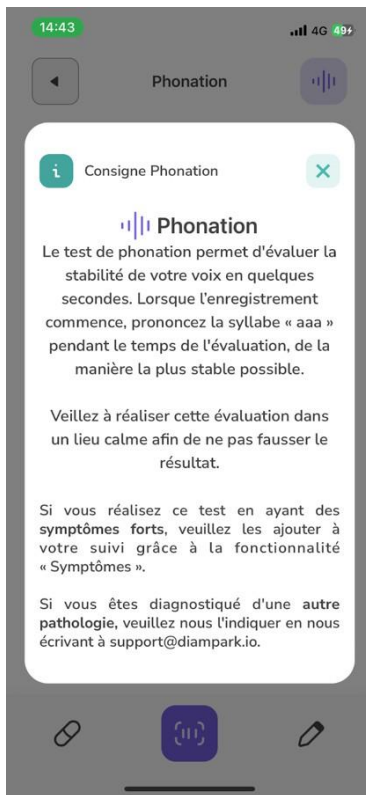 14:43
4G 49
Phonation
Consigne Phonation
Phonation
Le test de phonation permet d'évaluer la
stabilité de votre voix en quelques
secondes. Lorsque l’enregistrement
commence, prononcez la syllabe « aaa »
pendant le temps de l'évaluation, de la
manière la plus stable possible.
Veillez à réaliser cette évaluation dans
un lieu calme afin de ne pas fausser le
résultat.
Si vous réalisez ce test en ayant des
symptômes forts, veuillez les ajouter à
votre suivi grâce à la fonctionnalité
« Symptômes ».
Si vous êtes diagnostiqué d'une autre
pathologie, veuillez nous l'indiquer en nous
écrivant à support@diampark.io.